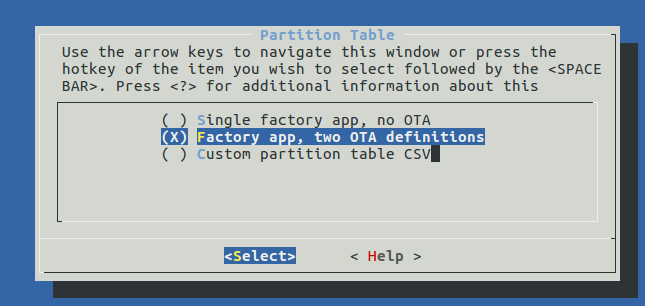 Partition Table
Use the arrow keys to navigate this window or press the
hotkey of the item you wish to select followed by the <SPACE
BAR>. Press <?> for additional information about this
( ) Single factory app, no OTA
(X) Factory app, two OTA definitions
( ) Custom partition table CSV
<Select> < Help >